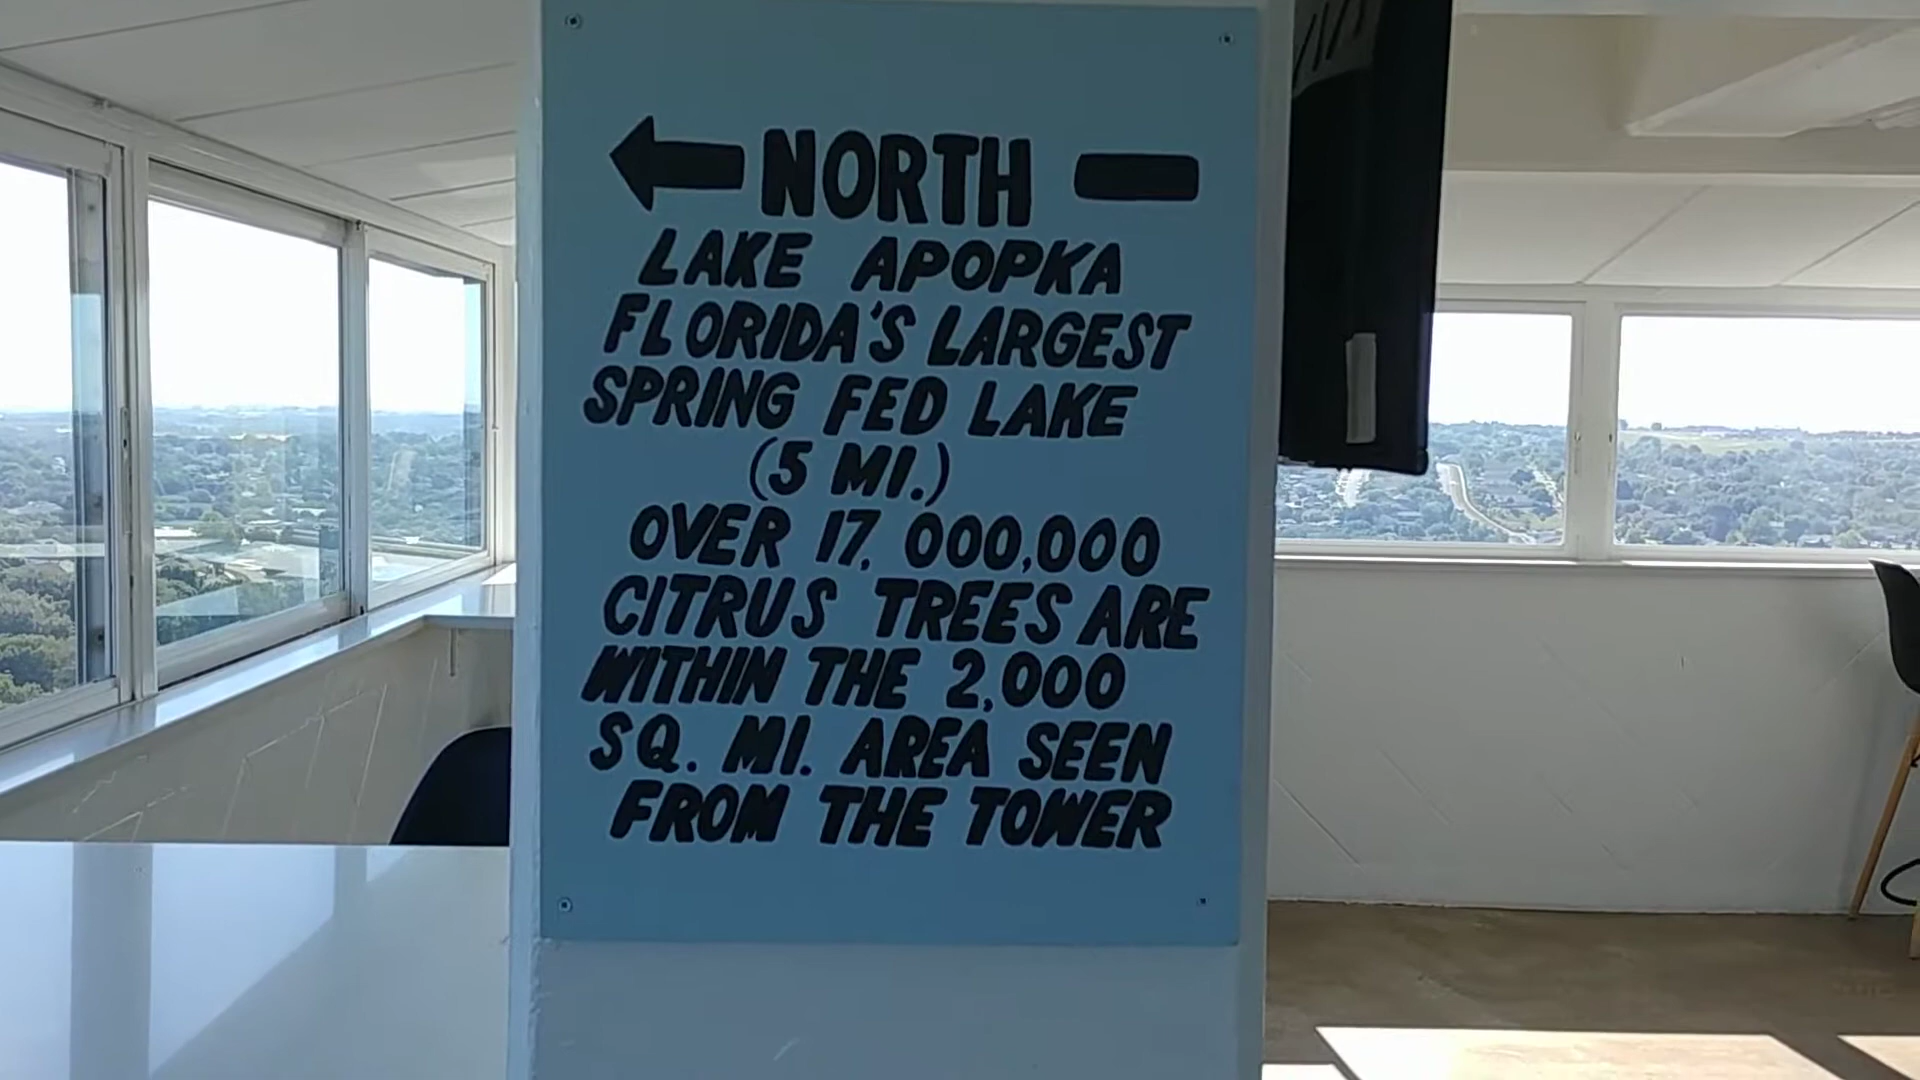 NORTH
LAKE APOPKA
FLORIDA'S LARGEST
SPRING FED LAKE
(5 MI.)
OVER 17,000,000
CITRUS TREES ARE
WITHIN THE 2,000
SQ. MI. AREA SEEN
FROM THE TOWER